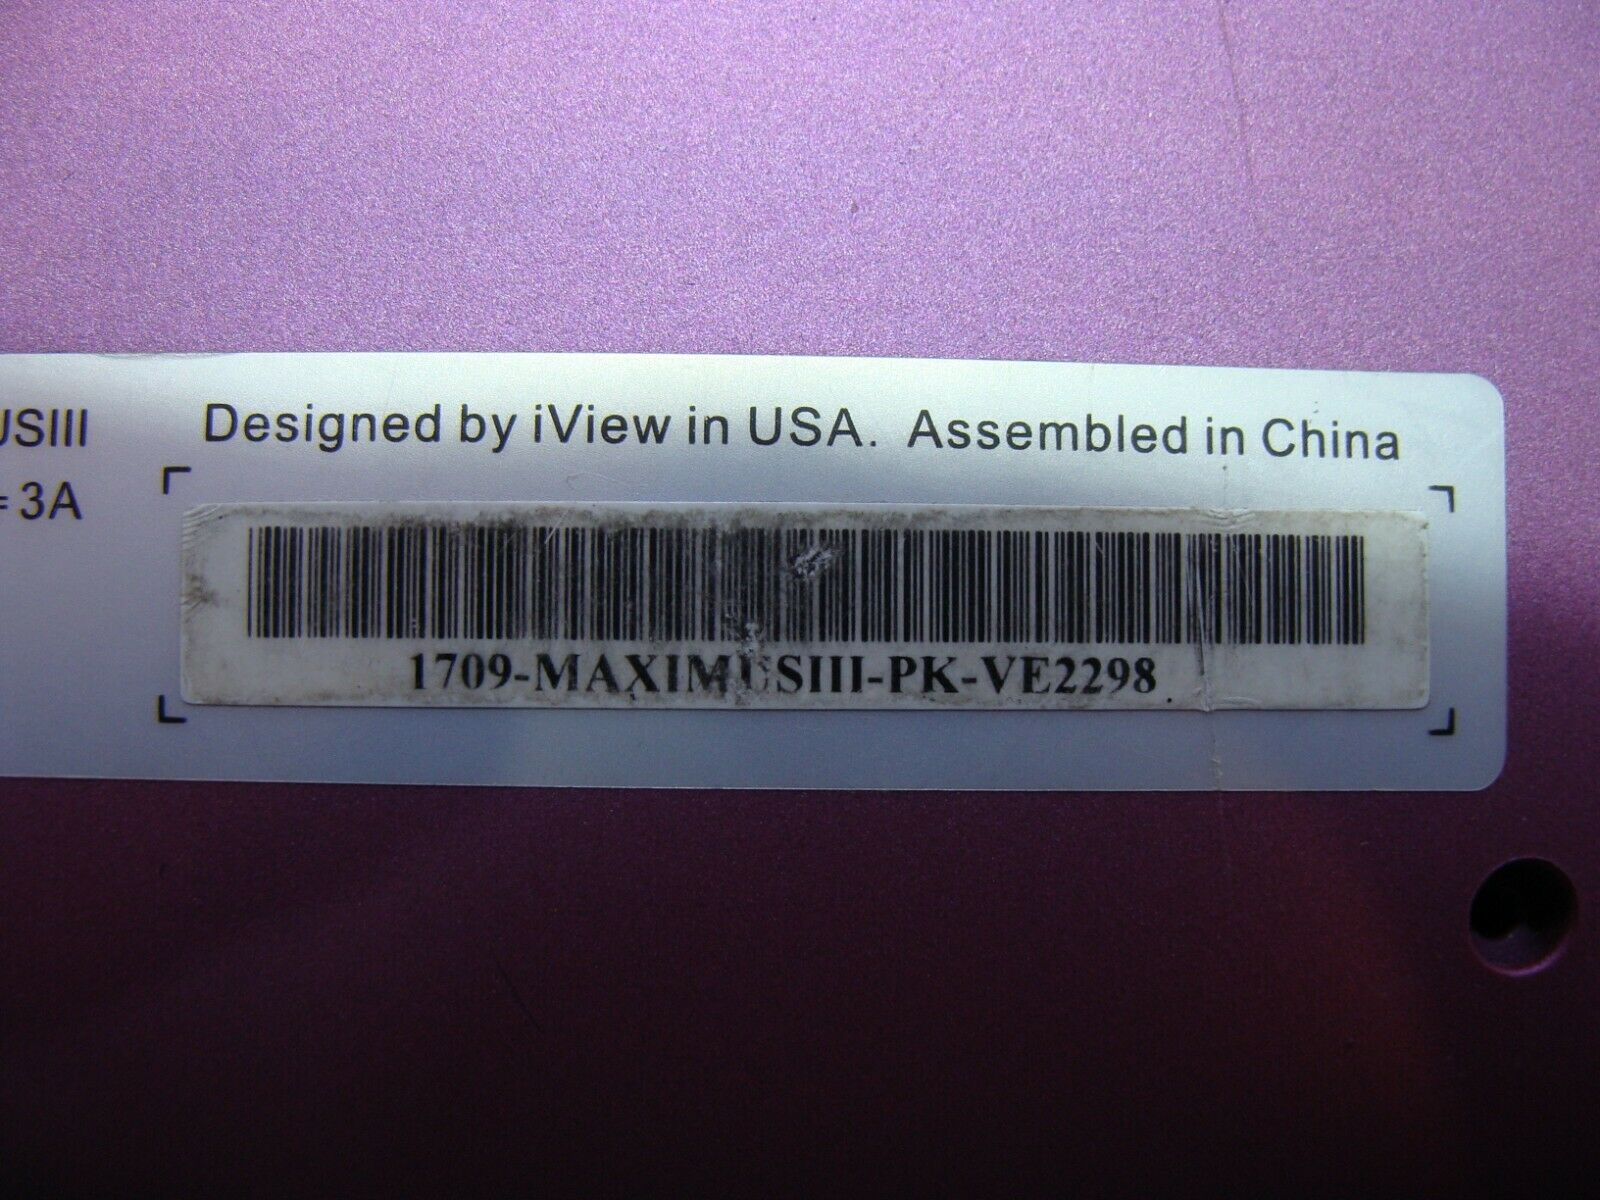 USIII Designed by iView in USA. Assembled in China
= 3A
1709-MAXIMUSIII-PK-VE2298